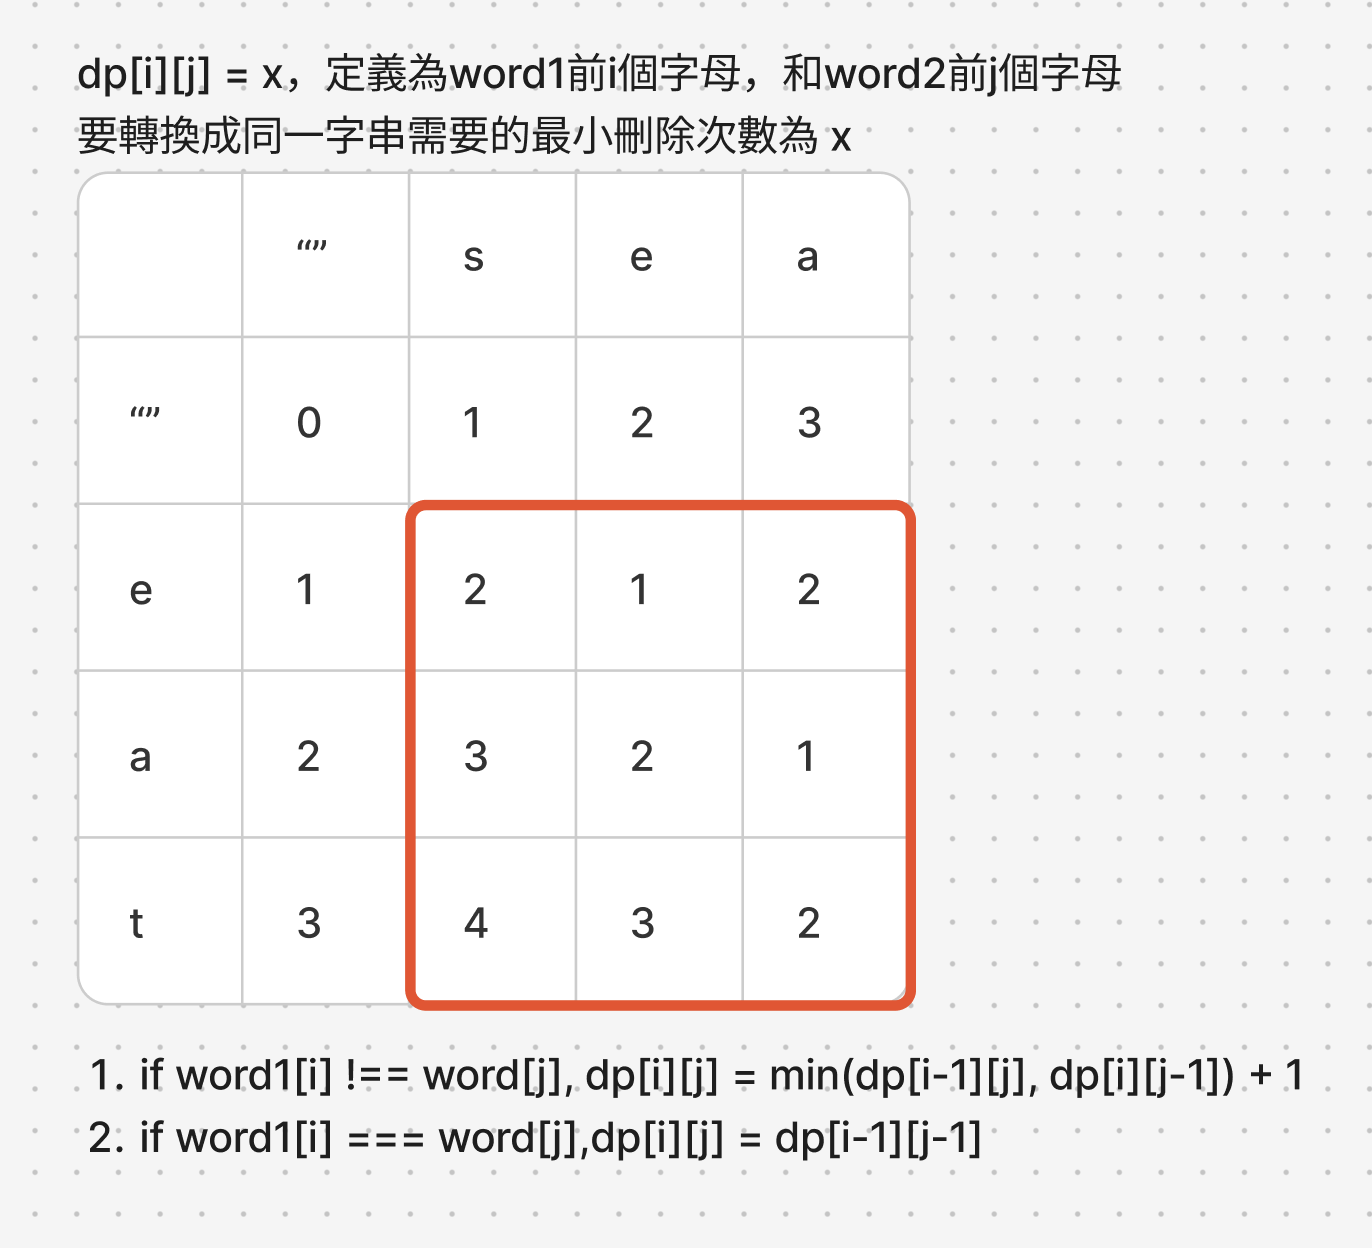 dp[i][j] = x，定義為word1前i個字母，和word2前j個字母
要轉換成同一字串需要的最小刪除次數為 x
“” s e a
“” 0 1 2 3
e 1 2 1 2
a 2 3 2 1
t 3 4 3 2
1. if word1[i] !== word[j], dp[i][j] = min(dp[i-1][j], dp[i][j-1]) + 1
2. if word1[i] === word[j],dp[i][j] = dp[i-1][j-1]